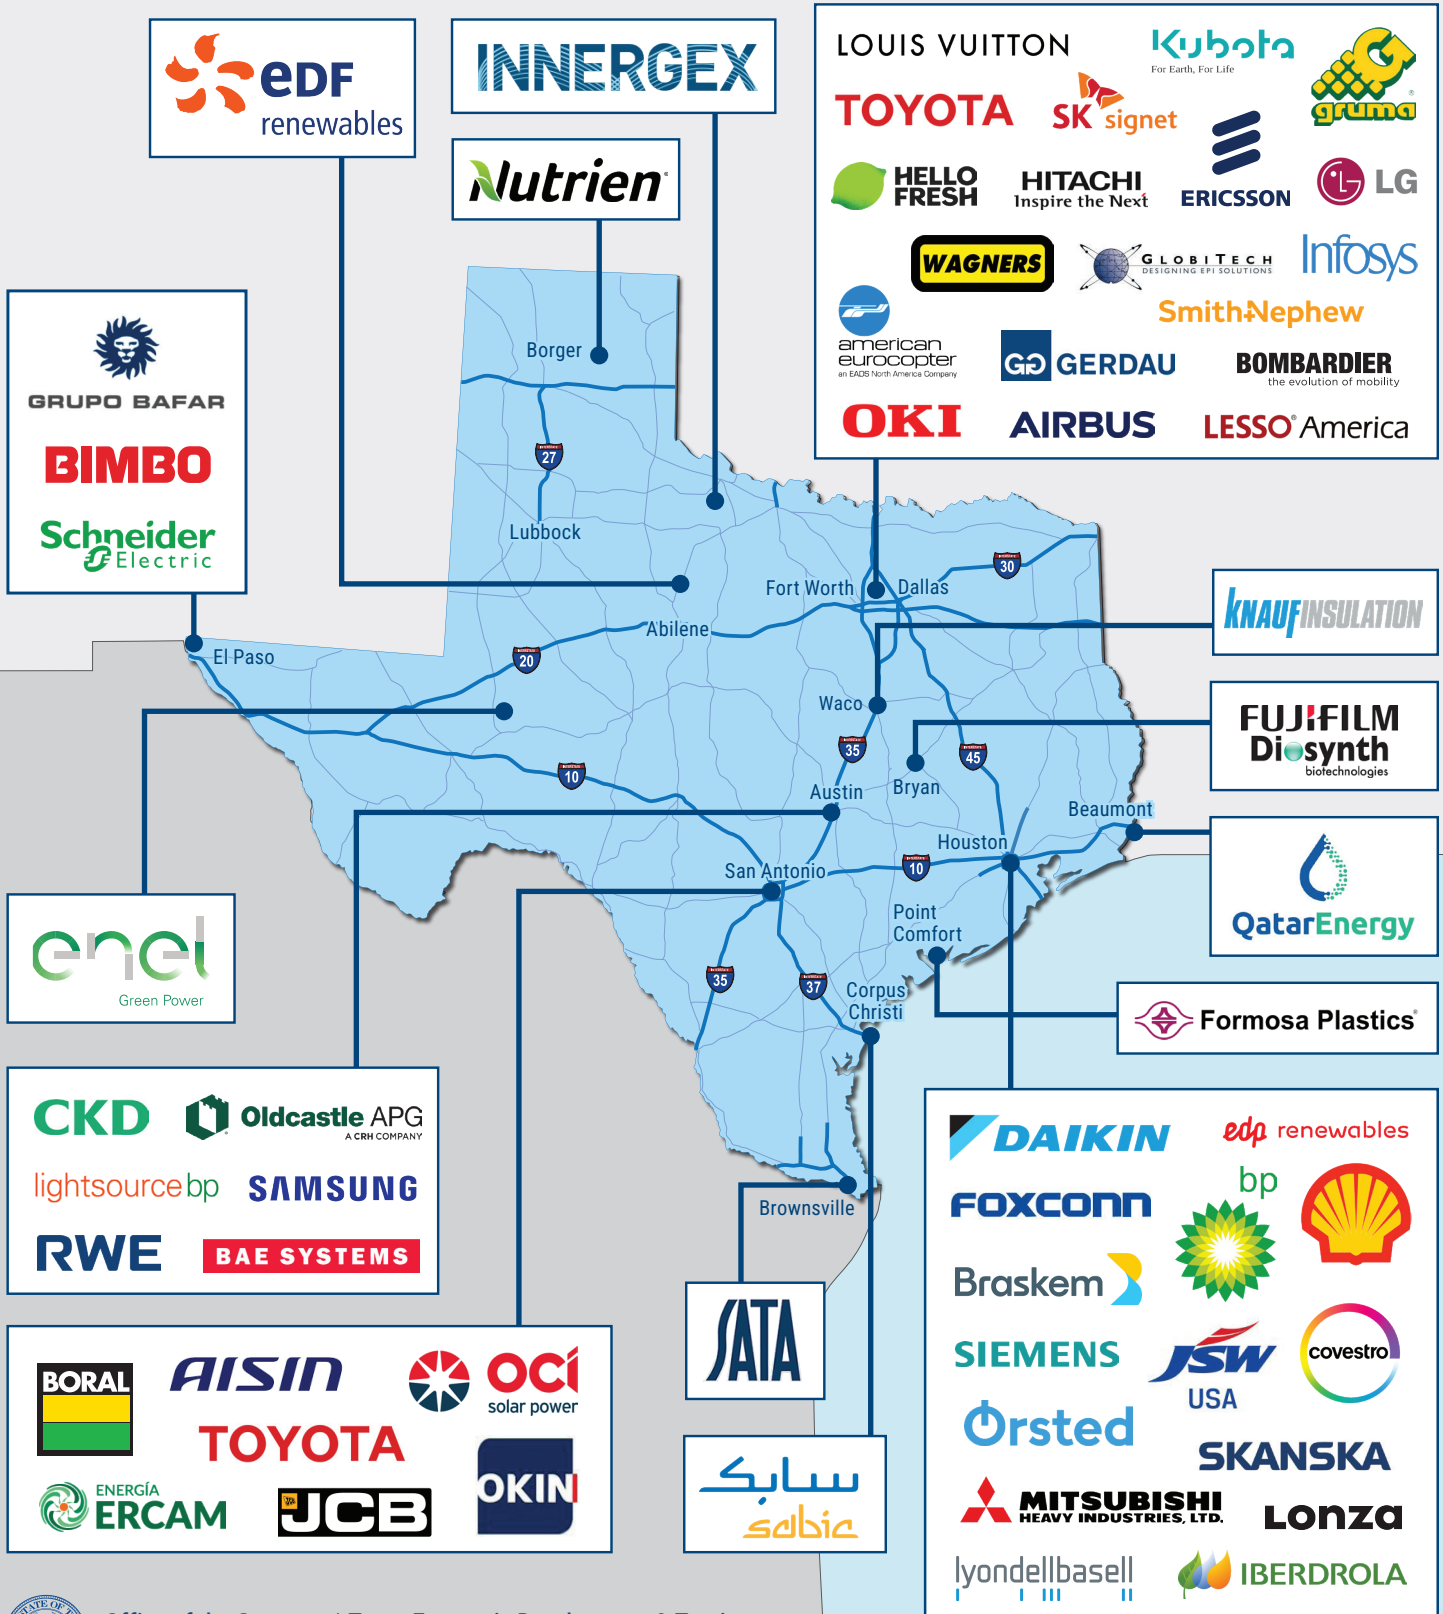 eDF
renewables
INNERGEX
Nutrien
LOUIS VUITTON
Kubota
For Earth, For Life
gruma
TOYOTA
SK signet
ERICSSON
HELLO
FRESH
HITACHI
Inspire the Next
LG
WAGNERS
GLOBITECH
DESIGNING EPI SOLUTIONS
Infosys
american
eurocopter
an EADS North America Company
Smith+Nephew
GERDAU
BOMBARDIER
the evolution of mobility
OKI
AIRBUS
LESSO® America
GRUPO BAFAR
BIMBO
Schneider
Electric
Borger
27
Lubbock
30
Fort Worth
Dallas
Abilene
20
El Paso
Waco
35
45
10
Bryan
Austin
Beaumont
Houston
San Antonio
10
Point
Comfort
35
37
Corpus
Christi
Brownsville
KNAUFINSULATION
FUJIFILM
Diosynth
biotechnologies
QatarEnergy
Formosa Plastics®
enel
Green Power
CKD
Oldcastle APG
A CRH COMPANY
lightsource bp
SAMSUNG
RWE
BAE SYSTEMS
BORAL
AISIN
OCI
solar power
TOYOTA
ENERGÍA
ERCAM
JCB
OKIN
SATA
سابك
sabic
DAIKIN
edp renewables
FOXCONN
bp
Braskem
SIEMENS
JSW
USA
covestro
Ørsted
SKANSKA
MITSUBISHI
HEAVY INDUSTRIES, LTD.
Lonza
lyondellbasell
IBERDROLA